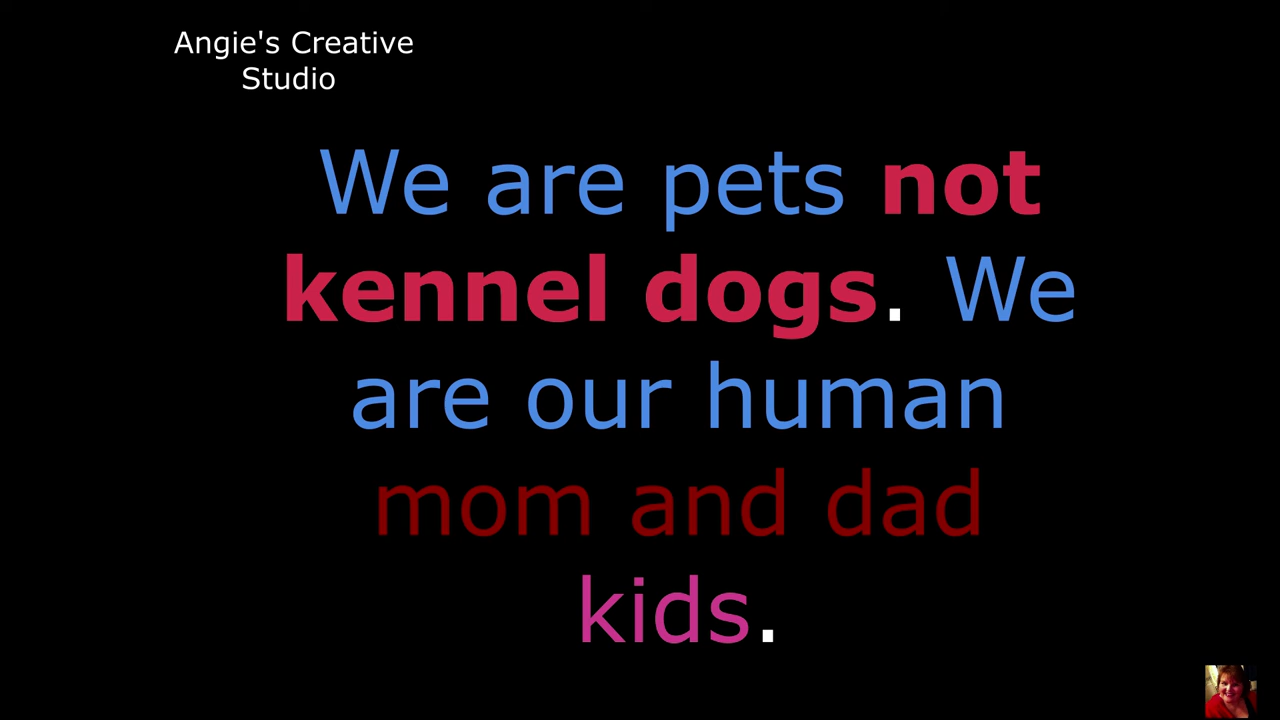 Angie's Creative
Studio
We are pets not
kennel dogs. We
are our human
mom and dad
kids.